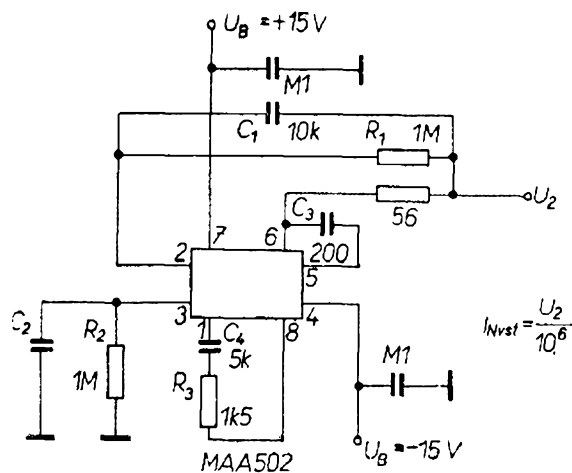 U_B = +15V
M1
C_1 10k
R_1 1M
56
U_2
C_3
200
2 7 6 5
3 1 8 4
C_2
R_2
1M
C_4
5k
R_3
1k5
M1
U_B = -15 V
MAA502
I_Nvst = U_2 / 10^6